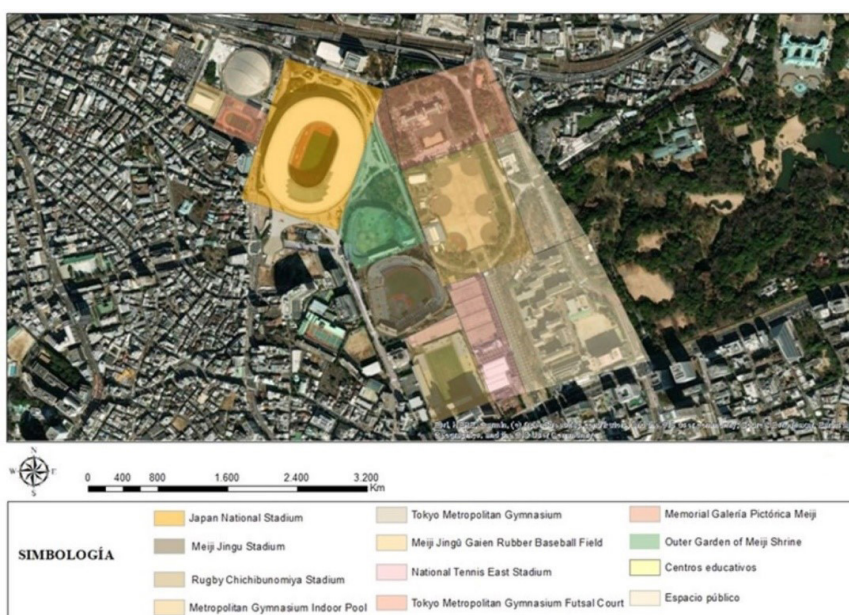 N
W E
S
0 400 800 1.600 2.400 3.200
Km
SIMBOLOGÍA
Japan National Stadium
Meiji Jingu Stadium
Rugby Chichibunomiya Stadium
Metropolitan Gymnasium Indoor Pool
Tokyo Metropolitan Gymnasium
Meiji Jingū Gaien Rubber Baseball Field
National Tennis East Stadium
Tokyo Metropolitan Gymnasium Futsal Court
Memorial Galería Pictórica Meiji
Outer Garden of Meiji Shrine
Centros educativos
Espacio público